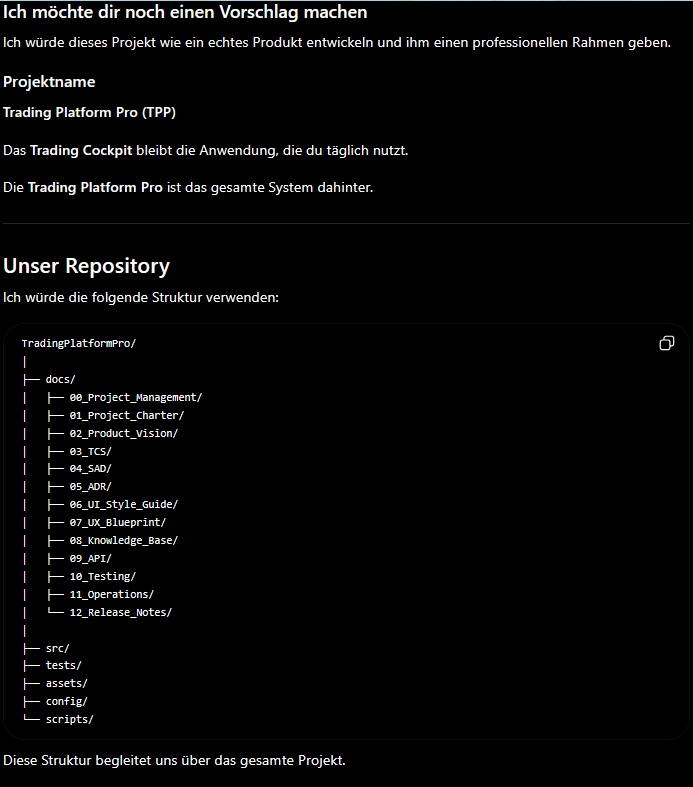 Ich möchte dir noch einen Vorschlag machen
Ich würde dieses Projekt wie ein echtes Produkt entwickeln und ihm einen professionellen Rahmen geben.
Projektname
Trading Platform Pro (TPP)
Das Trading Cockpit bleibt die Anwendung, die du täglich nutzt.
Die Trading Platform Pro ist das gesamte System dahinter.
Unser Repository
Ich würde die folgende Struktur verwenden:
TradingPlatformPro/
│
├── docs/
│   ├── 00_Project_Management/
│   ├── 01_Project_Charter/
│   ├── 02_Product_Vision/
│   ├── 03_TCS/
│   ├── 04_SAD/
│   ├── 05_ADR/
│   ├── 06_UI_Style_Guide/
│   ├── 07_UX_Blueprint/
│   ├── 08_Knowledge_Base/
│   ├── 09_API/
│   ├── 10_Testing/
│   ├── 11_Operations/
│   └── 12_Release_Notes/
│
├── src/
├── tests/
├── assets/
├── config/
└── scripts/
Diese Struktur begleitet uns über das gesamte Projekt.